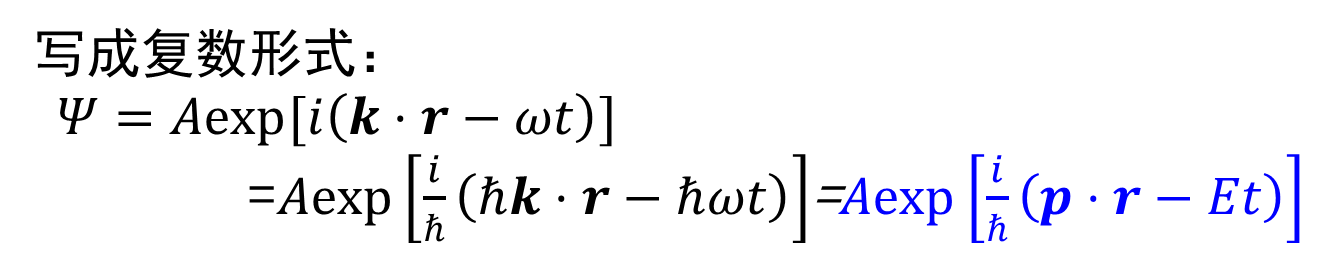 写成复数形式：
Ψ = Aexp[i(k · r − ωt)]
=Aexp[i/ħ (ħk · r − ħωt)]=Aexp[i/ħ (p · r − Et)]